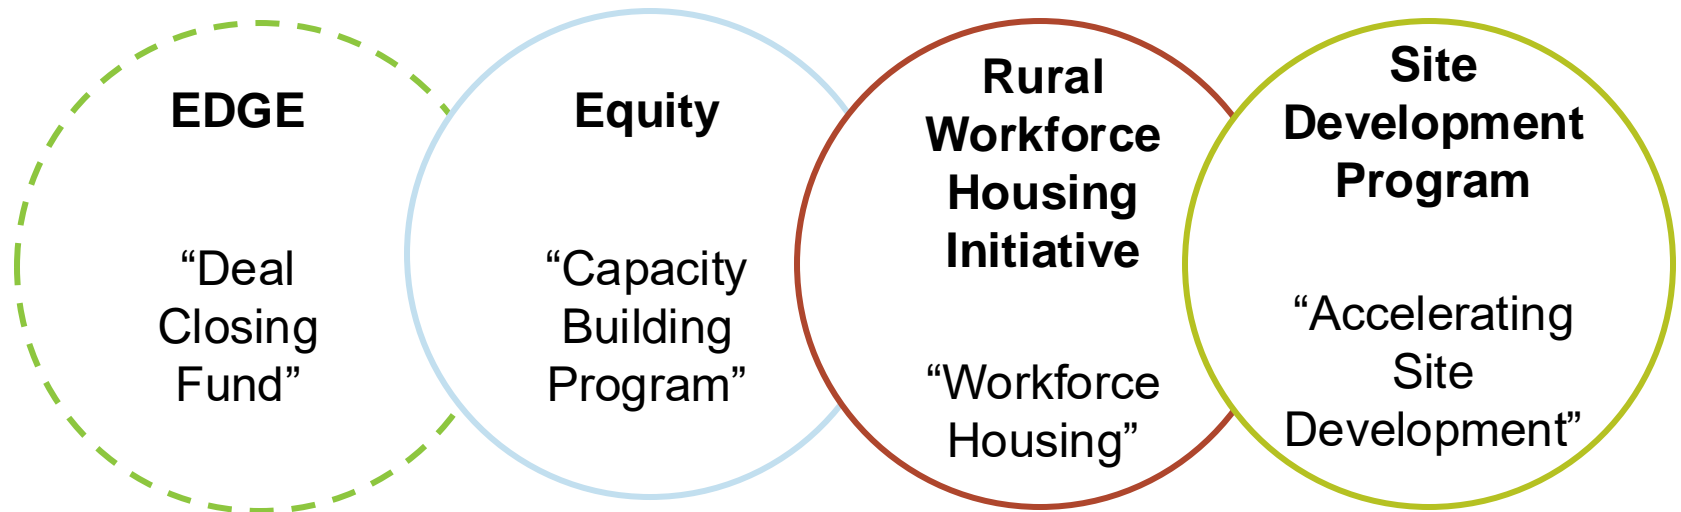 EDGE
“Deal
Closing
Fund”
Equity
“Capacity
Building
Program”
Rural
Workforce
Housing
Initiative
“Workforce
Housing”
Site
Development
Program
“Accelerating
Site
Development”